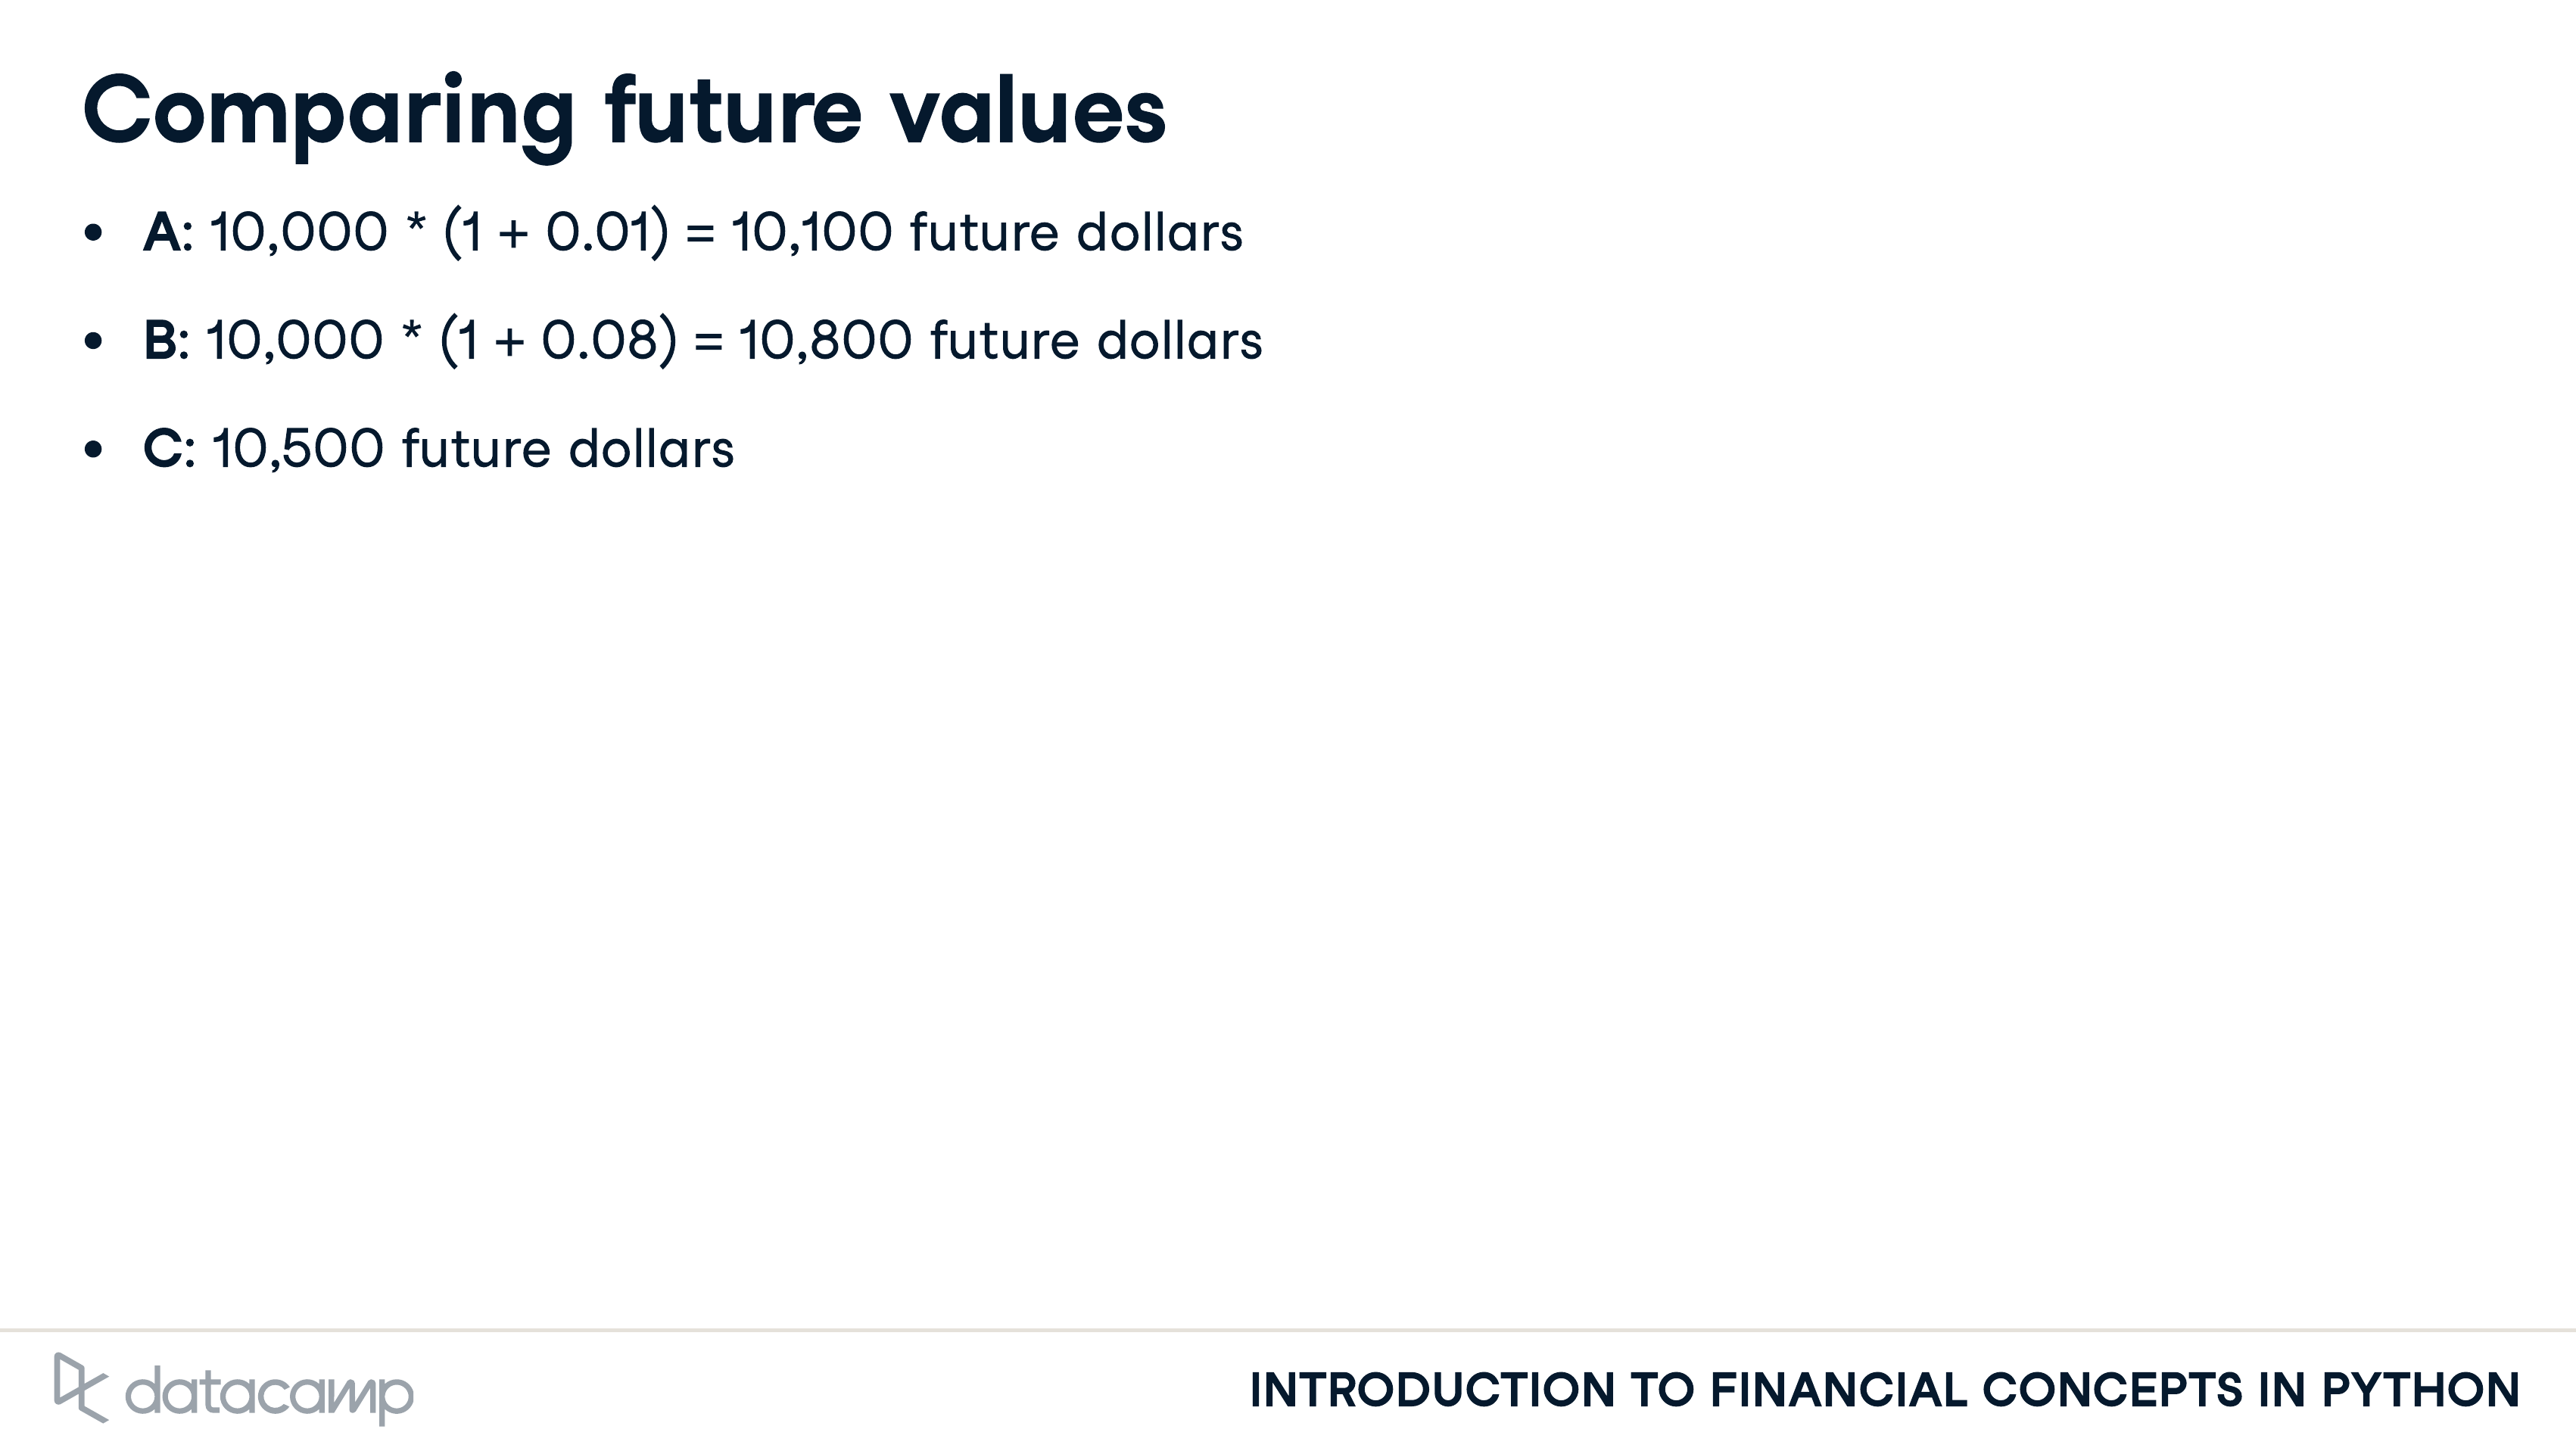 Comparing future values
• A: 10,000 * (1 + 0.01) = 10,100 future dollars
• B: 10,000 * (1 + 0.08) = 10,800 future dollars
• C: 10,500 future dollars
datacamp
INTRODUCTION TO FINANCIAL CONCEPTS IN PYTHON